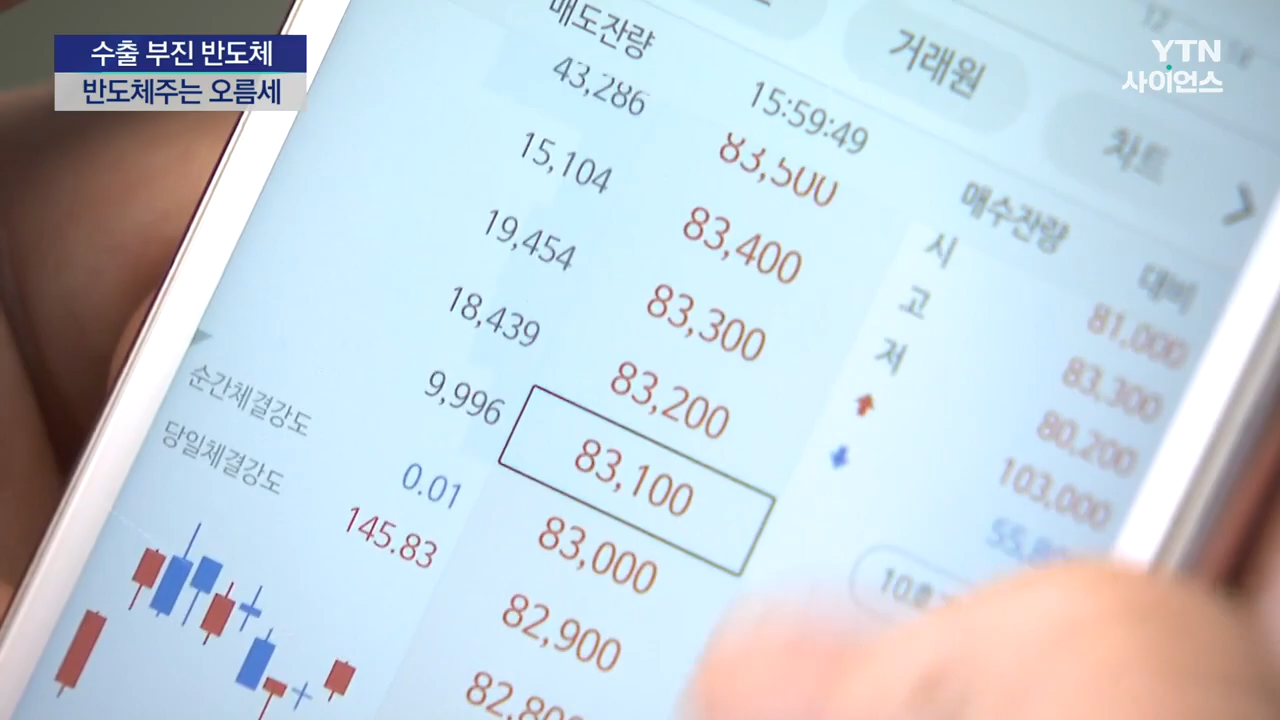 수출 부진 반도체
반도체주는 오름세
YTN
사이언스
매도잔량
거래원
차트
15:59:49
매수잔량
대비
43,286
83,500
15,104
83,400
19,454
83,300
18,439
83,200
9,996
83,100
83,000
82,900
시
고
저
81,000
83,300
80,200
103,000
순간체결강도
0.01
당일체결강도
145.83